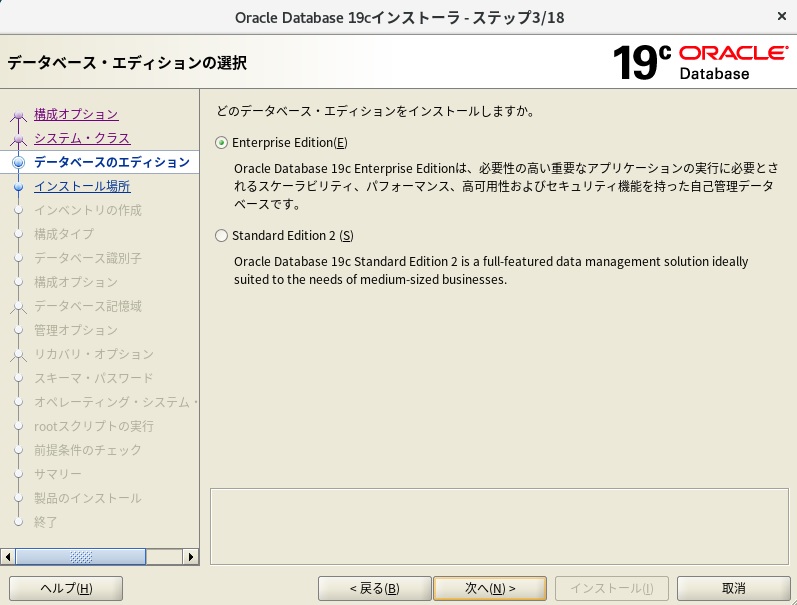 Oracle Database 19cインストーラ - ステップ3/18
×
データベース・エディションの選択
19c ORACLE
Database
構成オプション
システム・クラス
データベースのエディション
インストール場所
インベントリの作成
構成タイプ
データベース識別子
構成オプション
データベース記憶域
管理オプション
リカバリ・オプション
スキーマ・パスワード
オペレーティング・システム・
rootスクリプトの実行
前提条件のチェック
サマリー
製品のインストール
終了
どのデータベース・エディションをインストールしますか。
Enterprise Edition(E)
Oracle Database 19c Enterprise Editionは、必要性の高い重要なアプリケーションの実行に必要とさ
れるスケーラビリティ、パフォーマンス、高可用性およびセキュリティ機能を持った自己管理データ
ベースです。
Standard Edition 2 (S)
Oracle Database 19c Standard Edition 2 is a full-featured data management solution ideally
suited to the needs of medium-sized businesses.
ヘルプ(H)
< 戻る(B)
次へ(N) >
インストール(I)
取消